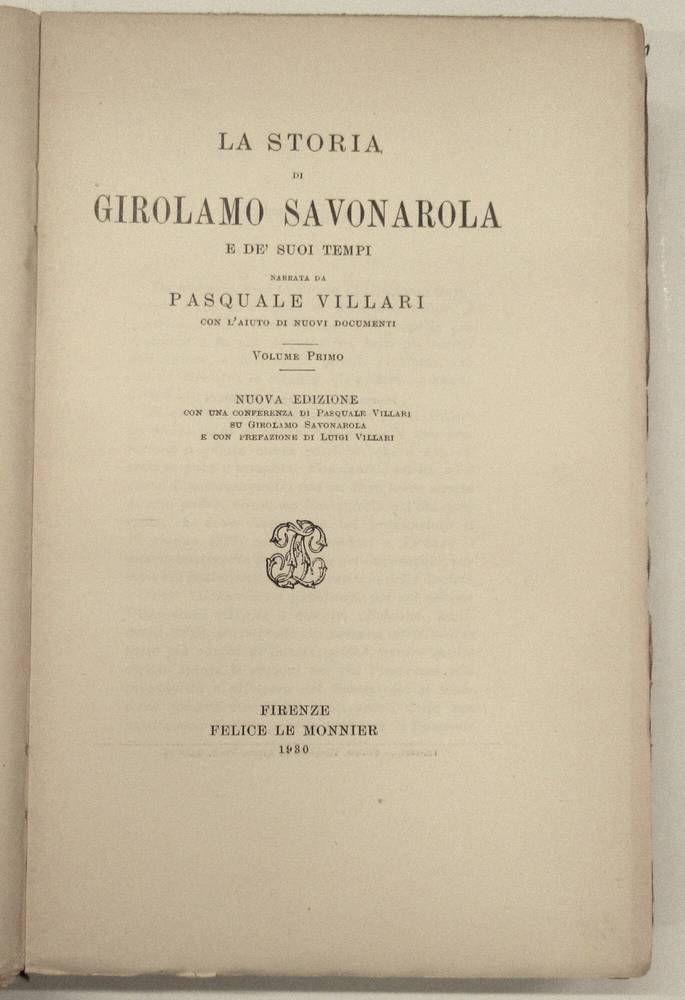 LA STORIA
DI
GIROLAMO SAVONAROLA
E DE' SUOI TEMPI
NARRATA DA
PASQUALE VILLARI
CON L'AIUTO DI NUOVI DOCUMENTI
VOLUME PRIMO
NUOVA EDIZIONE
CON UNA CONFERENZA DI PASQUALE VILLARI
SU GIROLAMO SAVONAROLA
E CON PREFAZIONE DI LUIGI VILLARI
FIRENZE
FELICE LE MONNIER
1930